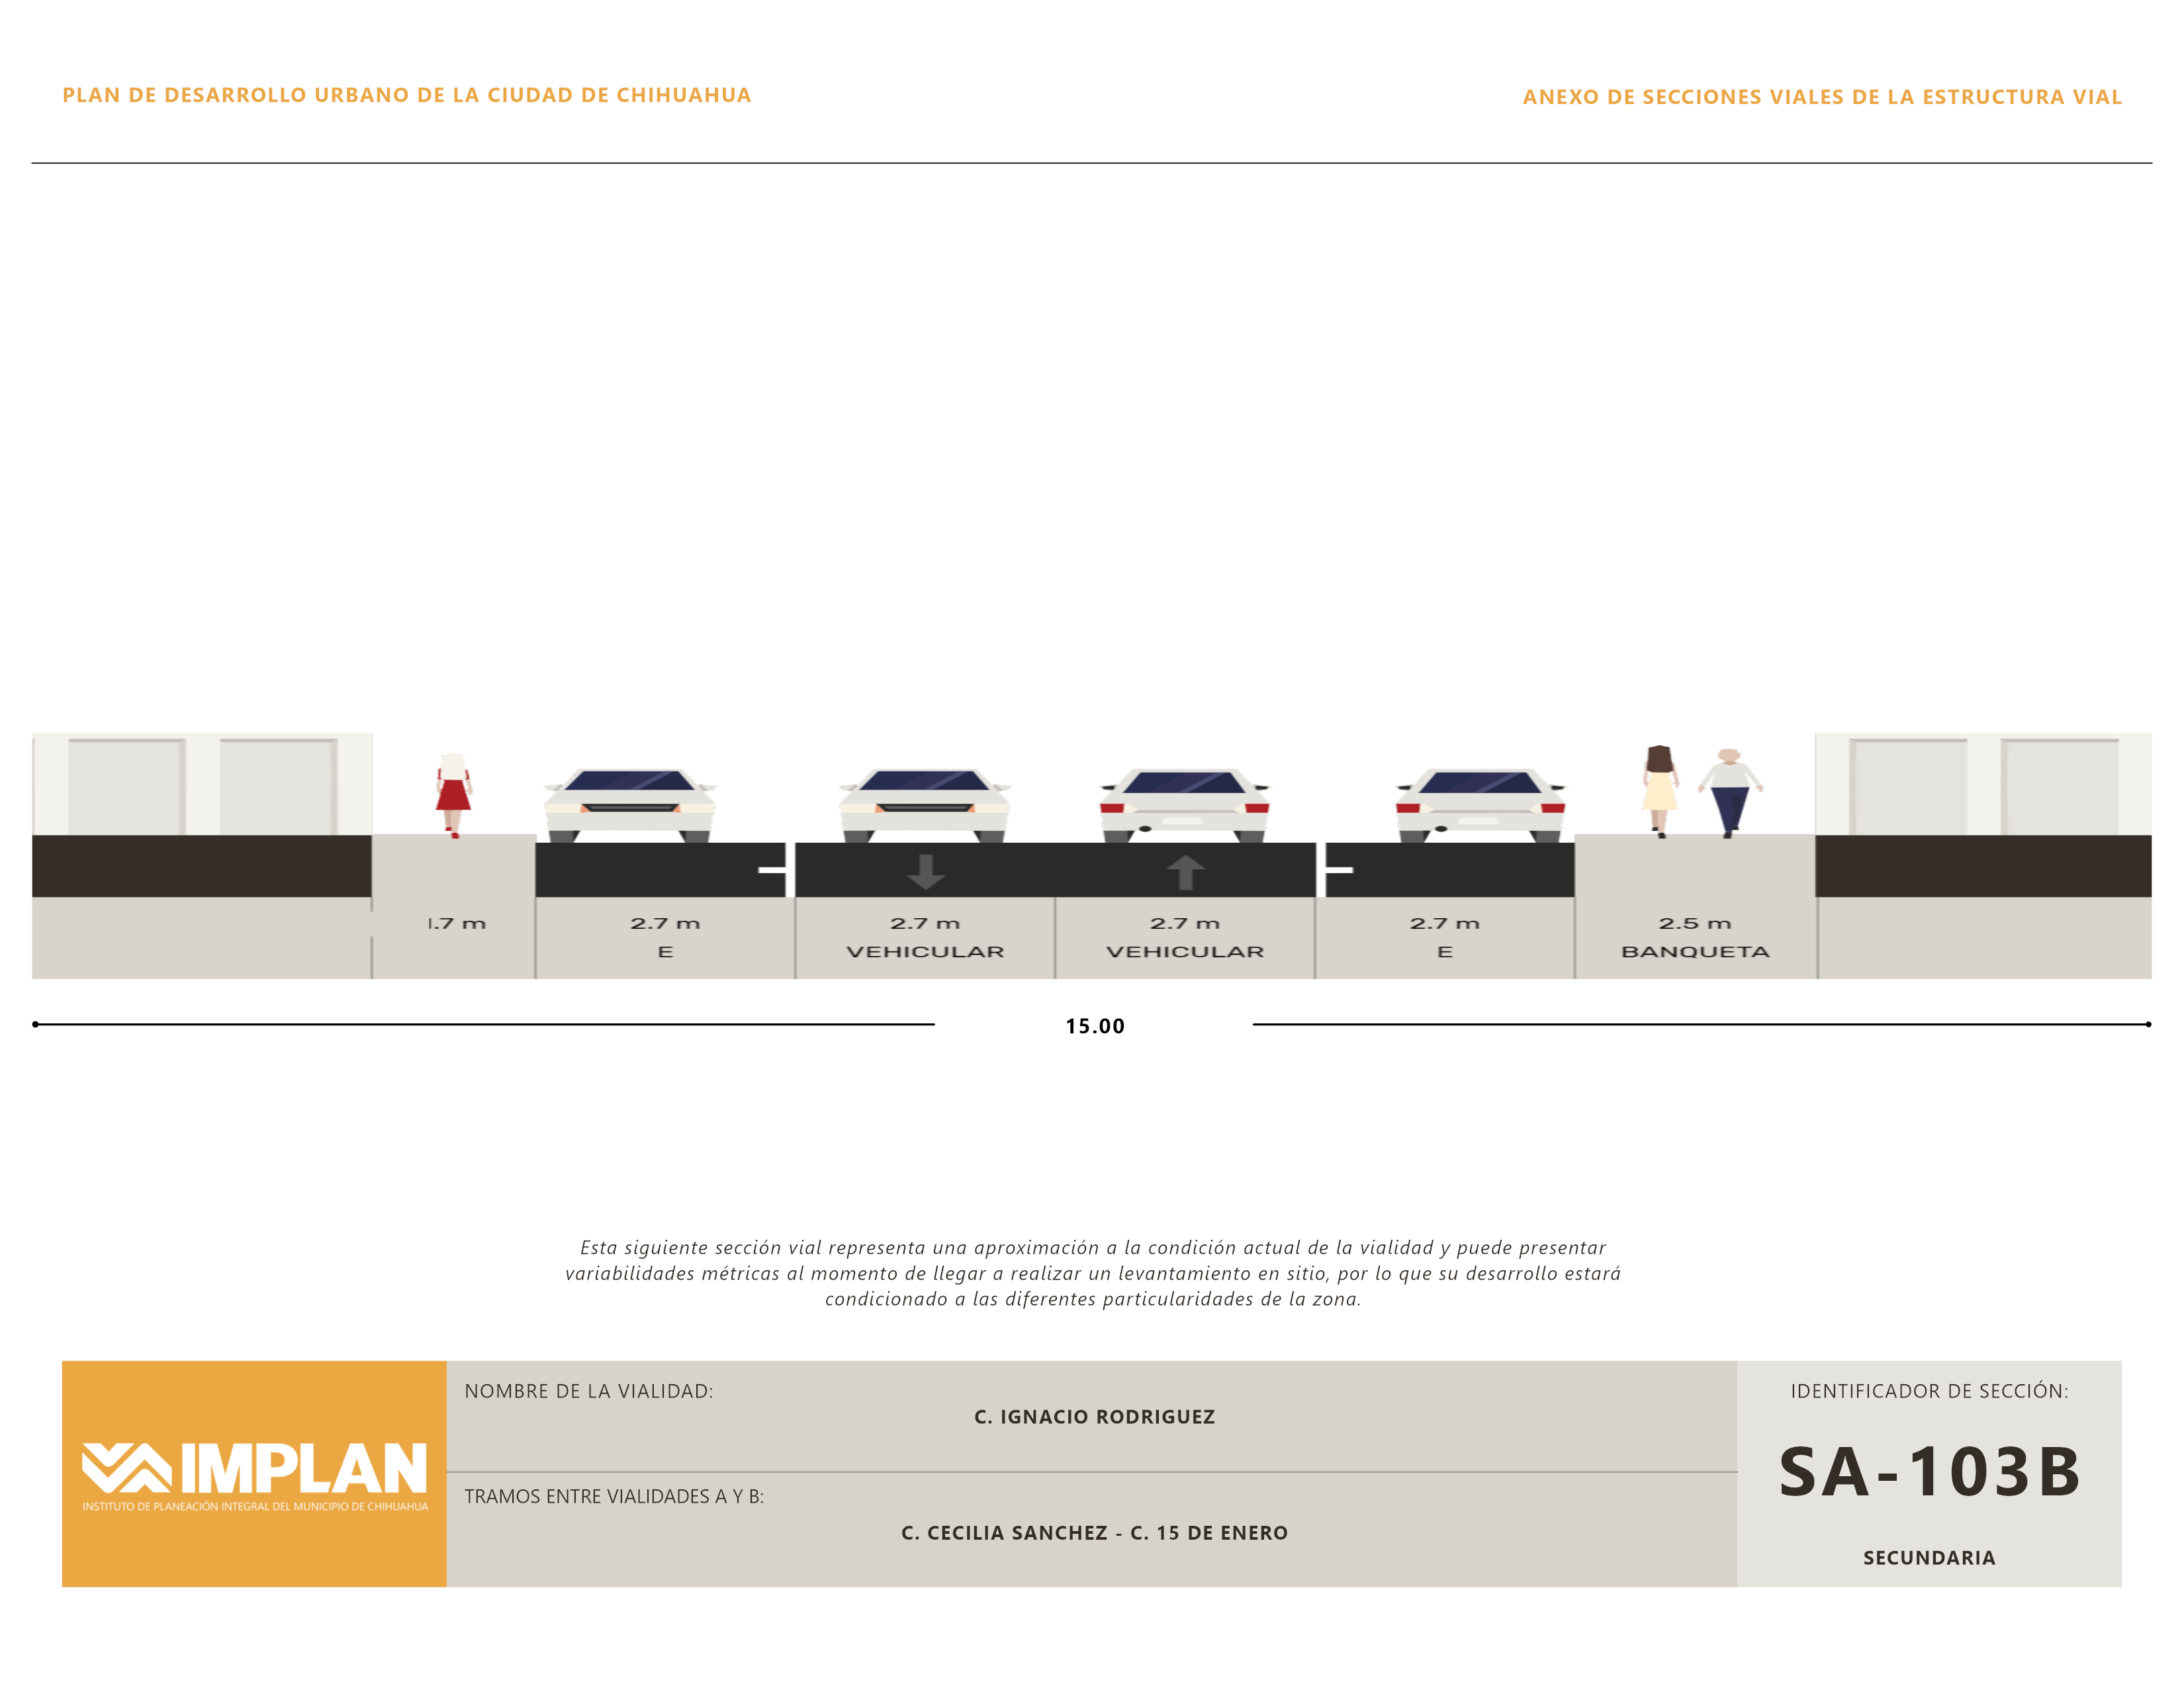 PLAN DE DESARROLLO URBANO DE LA CIUDAD DE CHIHUAHUA
ANEXO DE SECCIONES VIALES DE LA ESTRUCTURA VIAL
.7 m
2.7 m
E
2.7 m
VEHICULAR
2.7 m
VEHICULAR
2.7 m
E
2.5 m
BANQUETA
15.00
Esta siguiente sección vial representa una aproximación a la condición actual de la vialidad y puede presentar
variabilidades métricas al momento de llegar a realizar un levantamiento en sitio, por lo que su desarrollo estará
condicionado a las diferentes particularidades de la zona.
IMPLAN
INSTITUTO DE PLANEACIÓN INTEGRAL DEL MUNICIPIO DE CHIHUAHUA
NOMBRE DE LA VIALIDAD:
C. IGNACIO RODRIGUEZ
TRAMOS ENTRE VIALIDADES A Y B:
C. CECILIA SANCHEZ - C. 15 DE ENERO
IDENTIFICADOR DE SECCIÓN:
SA-103B
SECUNDARIA